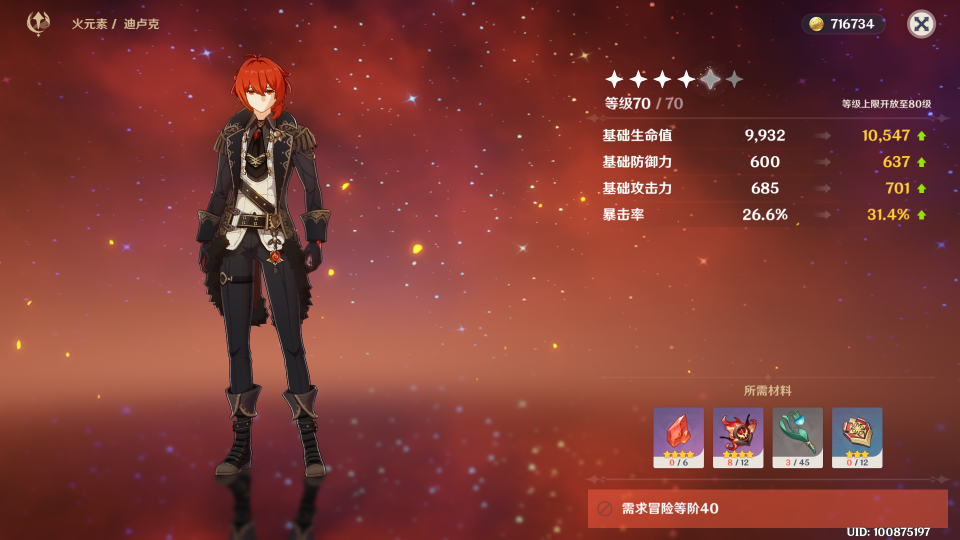 火元素 / 迪卢克
716734
等级70 / 70
等级上限开放至80级
基础生命值 9,932 10,547
基础防御力 600 637
基础攻击力 685 701
暴击率 26.6% 31.4%
所需材料
0 / 6 8 / 12 3 / 45 0 / 12
需求冒险等阶40
UID: 100875197